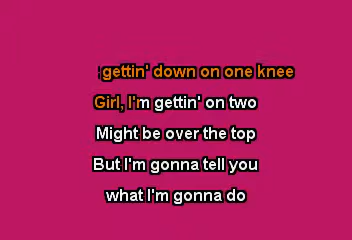 gettin' down on one knee
Girl, I'm gettin' on two
Might be over the top
But I'm gonna tell you
what I'm gonna do